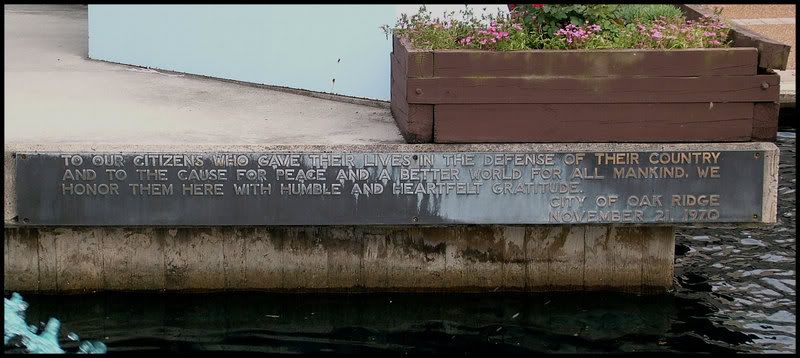 TO OUR CITIZENS WHO GAVE THEIR LIVES IN THE DEFENSE OF THEIR COUNTRY
AND TO THE CAUSE FOR PEACE AND A BETTER WORLD FOR ALL MANKIND, WE
HONOR THEM HERE WITH HUMBLE AND HEARTFELT GRATITUDE.
CITY OF OAK RIDGE
NOVEMBER 21, 1970